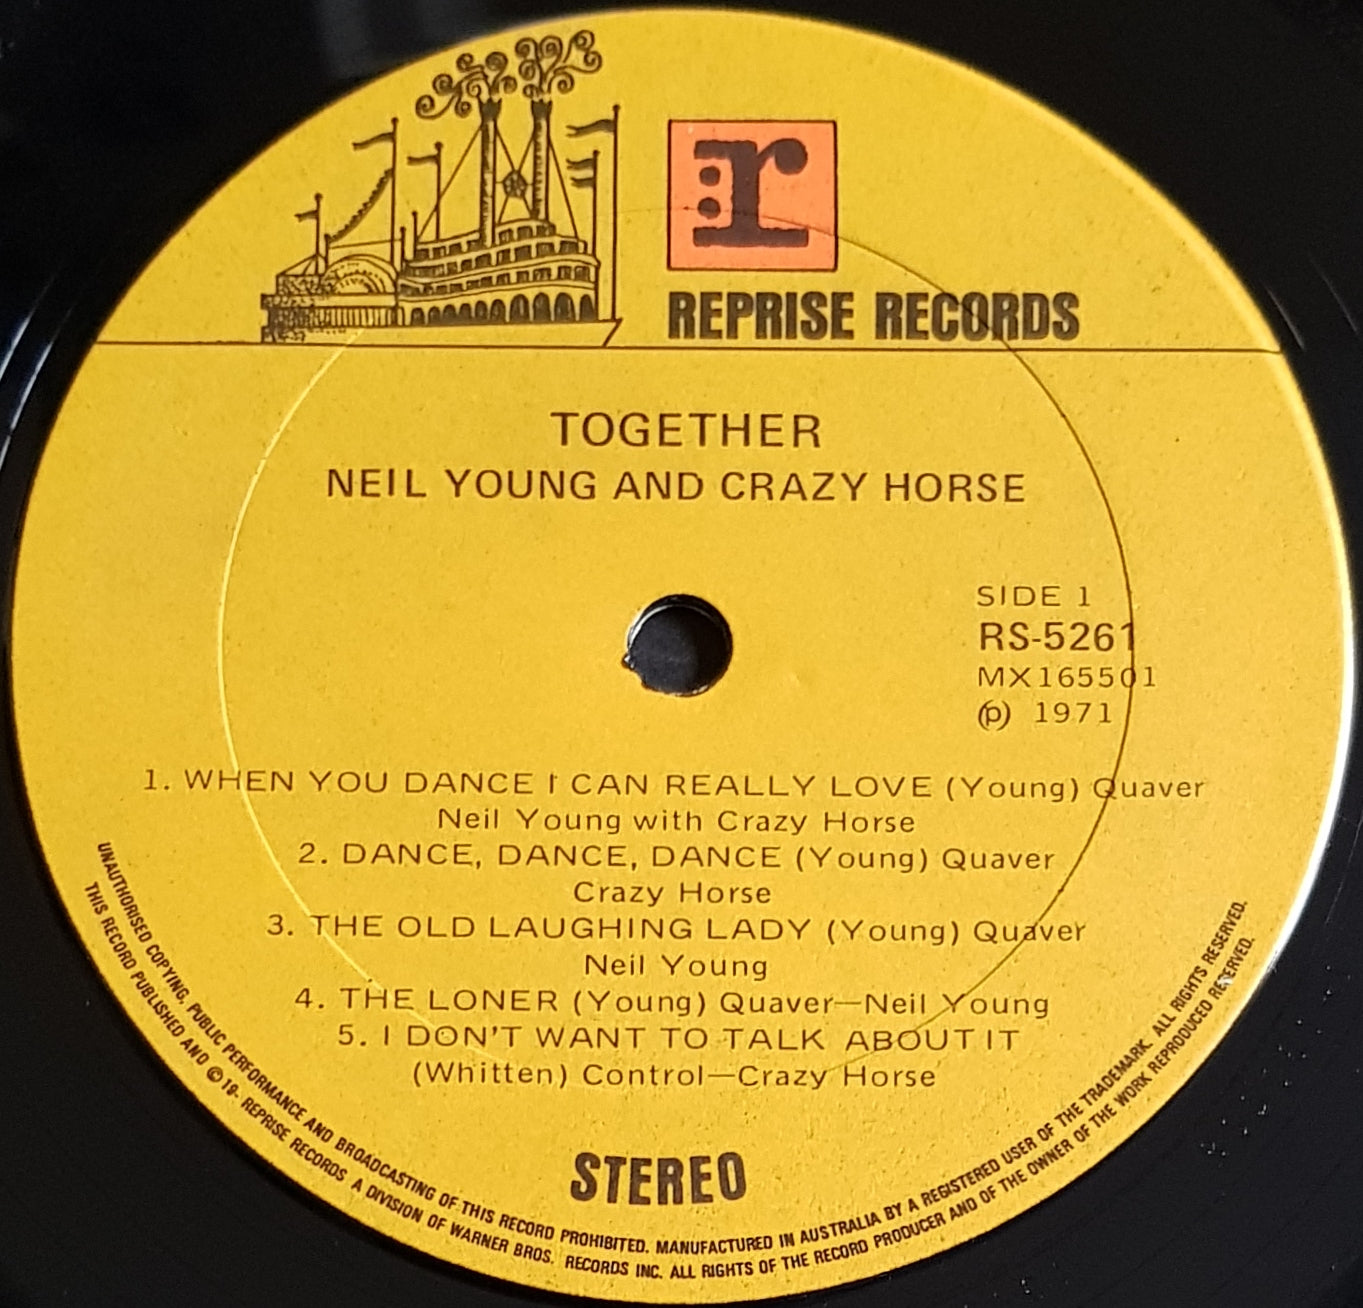 r:
REPRISE RECORDS
TOGETHER
NEIL YOUNG AND CRAZY HORSE
SIDE 1
RS-5261
MX165501
(p) 1971
1. WHEN YOU DANCE I CAN REALLY LOVE (Young) Quaver
Neil Young with Crazy Horse
2. DANCE, DANCE, DANCE (Young) Quaver
Crazy Horse
3. THE OLD LAUGHING LADY (Young) Quaver
Neil Young
4. THE LONER (Young) Quaver—Neil Young
5. I DON'T WANT TO TALK ABOUT IT
(Whitten) Control—Crazy Horse
STEREO
UNAUTHORISED COPYING, PUBLIC PERFORMANCE AND BROADCASTING OF THIS RECORD PROHIBITED. MANUFACTURED IN AUSTRALIA BY A REGISTERED USER OF THE TRADEMARK. ALL RIGHTS RESERVED.
THIS RECORD PUBLISHED AND ©19- REPRISE RECORDS A DIVISION OF WARNER BROS. RECORDS INC. ALL RIGHTS OF THE RECORD PRODUCER AND OF THE OWNER OF THE WORK REPRODUCED RESERVED.